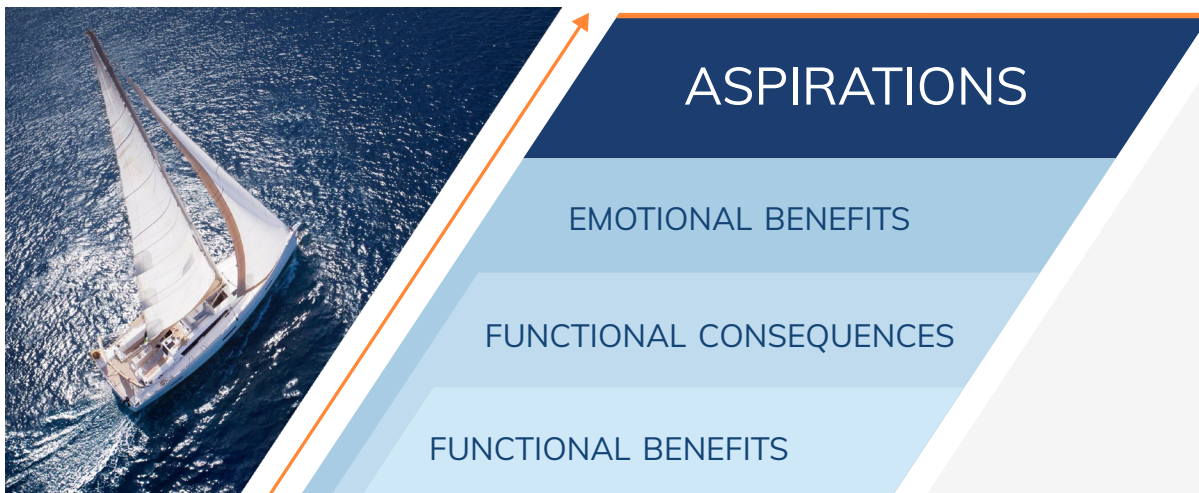 ASPIRATIONS
EMOTIONAL BENEFITS
FUNCTIONAL CONSEQUENCES
FUNCTIONAL BENEFITS